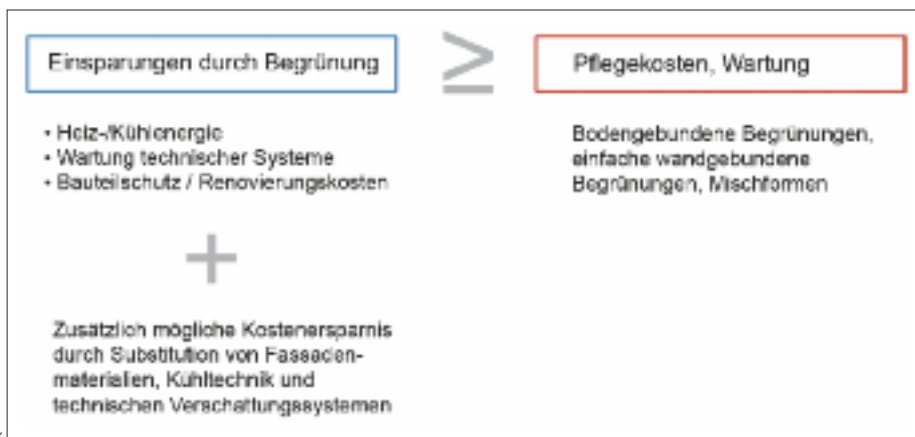 Einsparungen durch Begrünung
≥
Pflegekosten, Wartung
• Heiz-/Kühlenergie
• Wartung technischer Systeme
• Bauteilschutz / Renovierungskosten
Bodengebundene Begrünungen,
einfache wandgebundene
Begrünungen, Mischformen
+
Zusätzlich mögliche Kostenersparnis
durch Substitution von Fassaden-
materialien, Kühltechnik und
technischen Verschattungssystemen